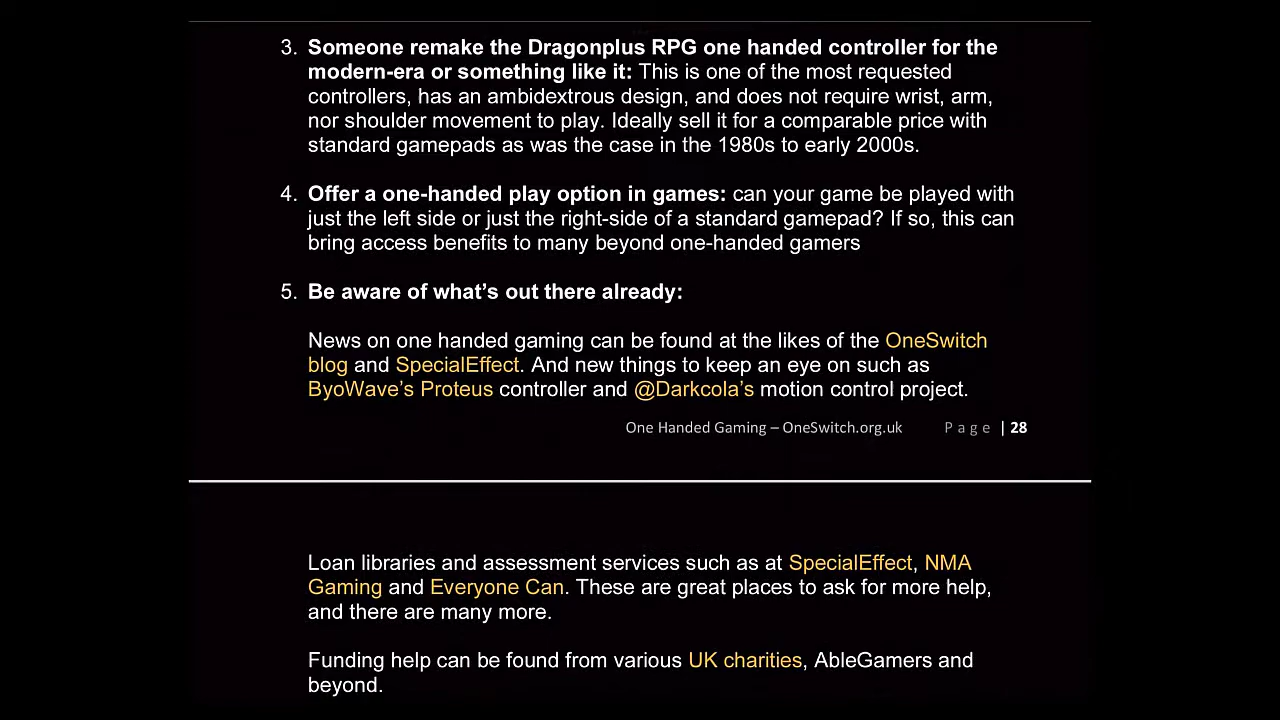 3. Someone remake the Dragonplus RPG one handed controller for the
modern-era or something like it: This is one of the most requested
controllers, has an ambidextrous design, and does not require wrist, arm,
nor shoulder movement to play. Ideally sell it for a comparable price with
standard gamepads as was the case in the 1980s to early 2000s.
4. Offer a one-handed play option in games: can your game be played with
just the left side or just the right-side of a standard gamepad? If so, this can
bring access benefits to many beyond one-handed gamers
5. Be aware of what's out there already:
News on one handed gaming can be found at the likes of the OneSwitch
blog and SpecialEffect. And new things to keep an eye on such as
ByoWave's Proteus controller and @Darkcola's motion control project.
One Handed Gaming – OneSwitch.org.uk Page | 28
Loan libraries and assessment services such as at SpecialEffect, NMA
Gaming and Everyone Can. These are great places to ask for more help,
and there are many more.
Funding help can be found from various UK charities, AbleGamers and
beyond.